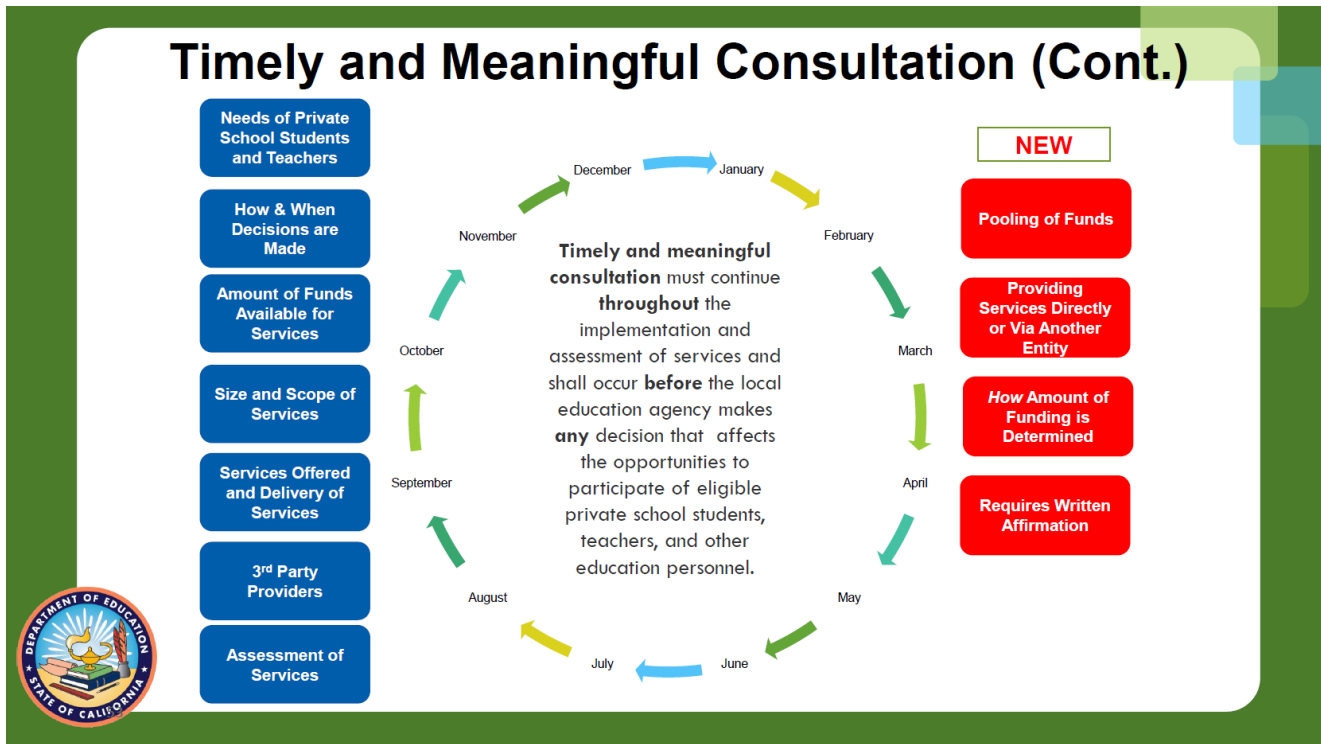 Timely and Meaningful Consultation (Cont.)
Needs of Private
School Students
and Teachers
How & When
Decisions are
Made
Amount of Funds
Available for
Services
Size and Scope of
Services
Services Offered
and Delivery of
Services
3rd Party
Providers
Assessment of
Services
December
January
February
March
April
May
June
July
August
September
October
November
Timely and meaningful
consultation must continue
throughout the
implementation and
assessment of services and
shall occur before the local
education agency makes
any decision that affects
the opportunities to
participate of eligible
private school students,
teachers, and other
education personnel.
NEW
Pooling of Funds
Providing
Services Directly
or Via Another
Entity
How Amount of
Funding is
Determined
Requires Written
Affirmation
DEPARTMENT OF EDUCATION
STATE OF CALIFORNIA